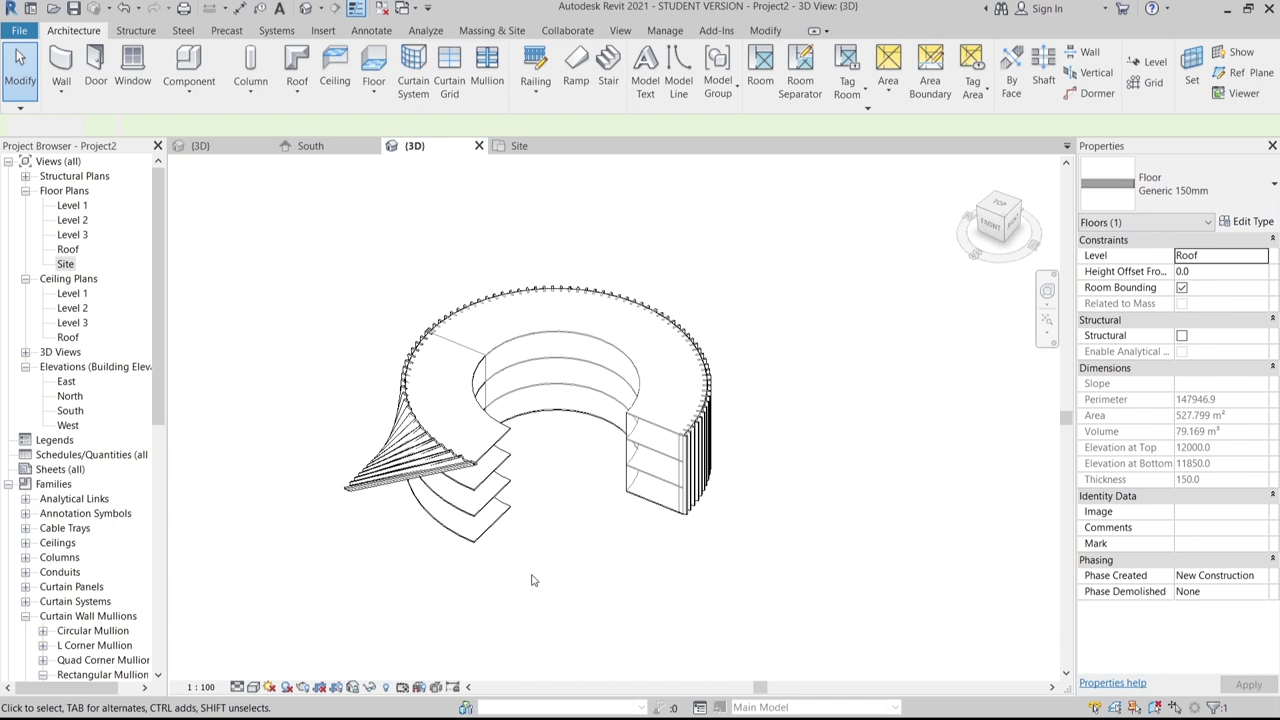 Autodesk Revit 2021 - STUDENT VERSION - Project2 - 3D View: {3D}
Sign In
File Architecture Structure Steel Precast Systems Insert Annotate Analyze Massing & Site Collaborate View Manage Add-Ins Modify
Modify Wall Door Window Component Column Roof Ceiling Floor Curtain System Curtain Grid Mullion Railing Ramp Stair Model Text Model Line Model Group Room Room Separator Tag Room Area Area Boundary Tag Area By Face Shaft Wall Vertical Dormer Level Grid Set Show Ref Plane Viewer
Project Browser - Project2
{3D}
South
{3D}
Site
Views (all)
Structural Plans
Floor Plans
Level 1
Level 2
Level 3
Roof
Site
Ceiling Plans
Level 1
Level 2
Level 3
Roof
3D Views
Elevations (Building Elev
East
North
South
West
Legends
Schedules/Quantities (all
Sheets (all)
Families
Analytical Links
Annotation Symbols
Cable Trays
Ceilings
Columns
Conduits
Curtain Panels
Curtain Systems
Curtain Wall Mullions
Circular Mullion
L Corner Mullion
Quad Corner Mullior
Rectangular Mullion
TOP
FRONT
Properties
Floor
Generic 150mm
Floors (1)
Edit Type
Constraints
Level Roof
Height Offset Fro... 0.0
Room Bounding
Related to Mass
Structural
Structural
Enable Analytical ...
Dimensions
Slope
Perimeter 147946.9
Area 527.799 m²
Volume 79.169 m³
Elevation at Top 12000.0
Elevation at Bottom 11850.0
Thickness 150.0
Identity Data
Image
Comments
Mark
Phasing
Phase Created New Construction
Phase Demolished None
Properties help
Apply
1 : 100
Click to select, TAB for alternates, CTRL adds, SHIFT unselects.
:0
Main Model
:1